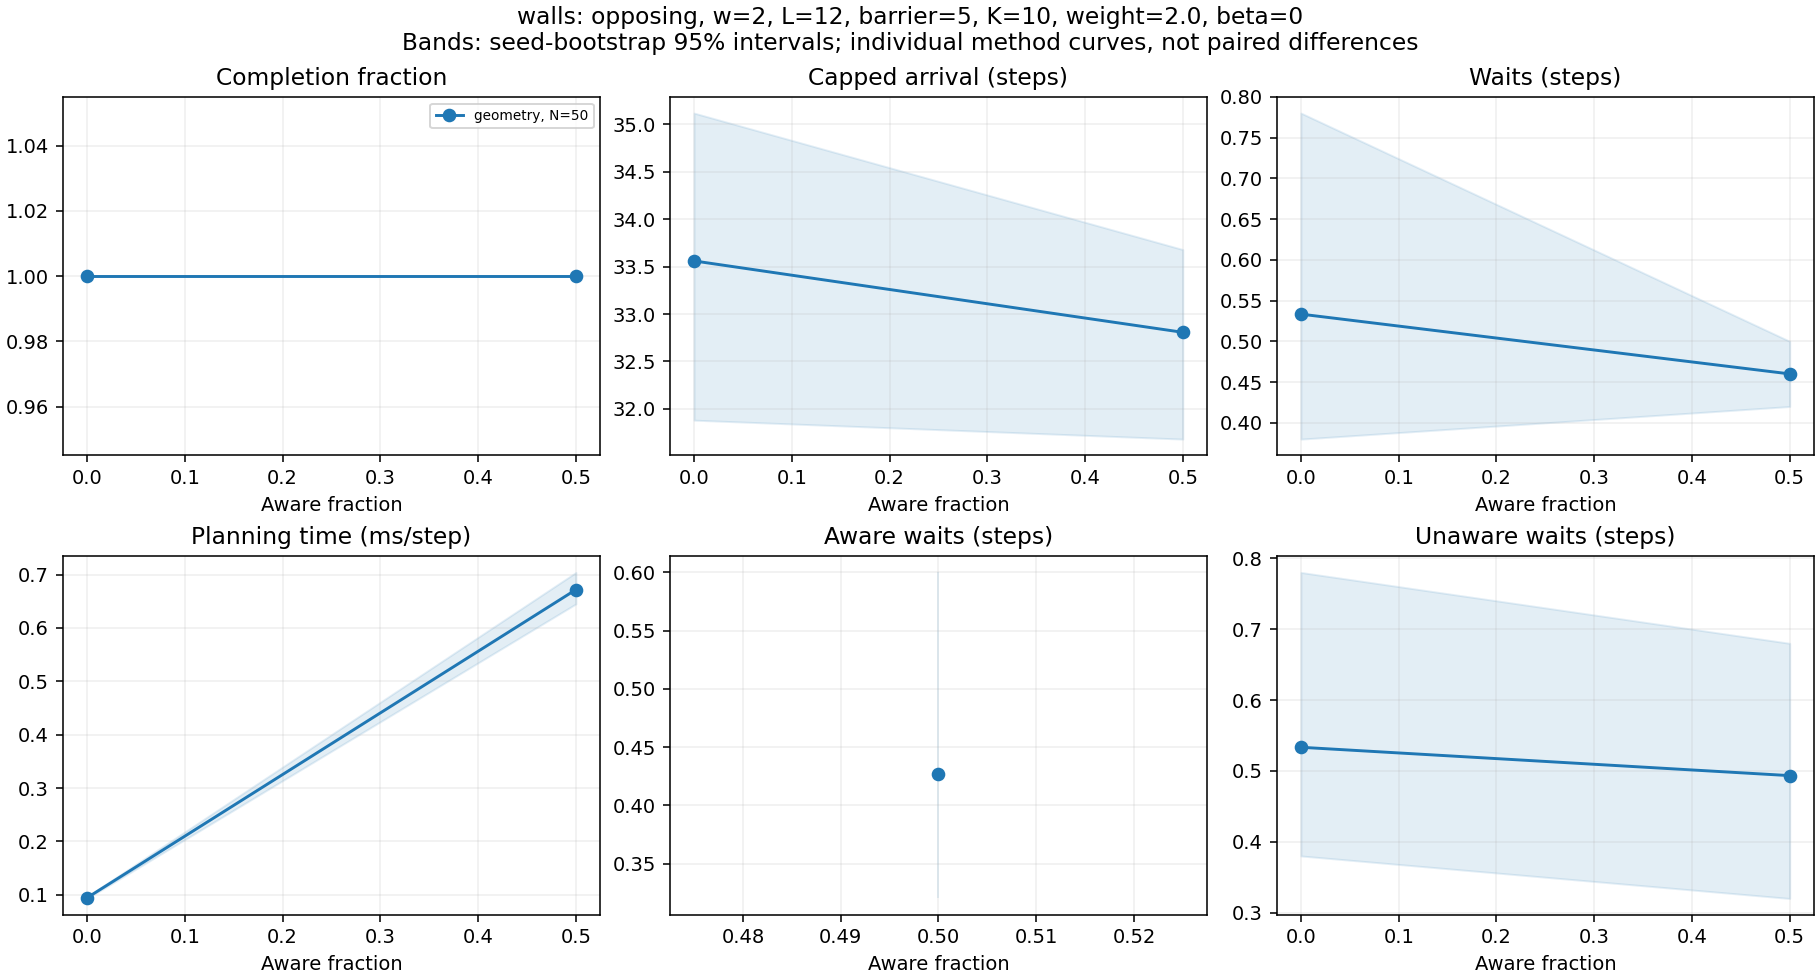 walls: opposing, w=2, L=12, barrier=5, K=10, weight=2.0, beta=0
Bands: seed-bootstrap 95% intervals; individual method curves, not paired differences
Completion fraction
geometry, N=50
1.04
1.02
1.00
0.98
0.96
0.0 0.1 0.2 0.3 0.4 0.5
Aware fraction
Capped arrival (steps)
35.0
34.5
34.0
33.5
33.0
32.5
32.0
0.0 0.1 0.2 0.3 0.4 0.5
Aware fraction
Waits (steps)
0.80
0.75
0.70
0.65
0.60
0.55
0.50
0.45
0.40
0.0 0.1 0.2 0.3 0.4 0.5
Aware fraction
Planning time (ms/step)
0.7
0.6
0.5
0.4
0.3
0.2
0.1
0.0 0.1 0.2 0.3 0.4 0.5
Aware fraction
Aware waits (steps)
0.60
0.55
0.50
0.45
0.40
0.35
0.48 0.49 0.50 0.51 0.52
Aware fraction
Unaware waits (steps)
0.8
0.7
0.6
0.5
0.4
0.3
0.0 0.1 0.2 0.3 0.4 0.5
Aware fraction